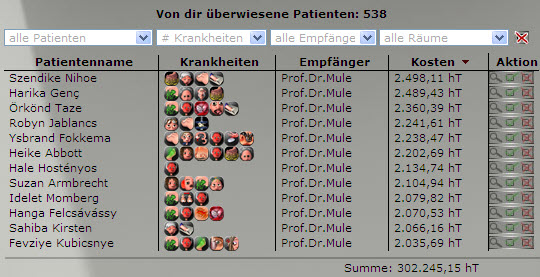 Von dir überwiesene Patienten: 538
alle Patienten # Krankheiten alle Empfänge alle Räume
Patientenname Krankheiten Empfänger Kosten Aktion
Szendike Nihoe Prof.Dr.Mule 2.498,11 hT
Harika Genç Prof.Dr.Mule 2.489,43 hT
Örkönd Taze Prof.Dr.Mule 2.360,39 hT
Robyn Jablancs Prof.Dr.Mule 2.241,61 hT
Ysbrand Fokkema Prof.Dr.Mule 2.238,47 hT
Heike Abbott Prof.Dr.Mule 2.202,69 hT
Hale Hostényos Prof.Dr.Mule 2.134,74 hT
Suzan Armbrecht Prof.Dr.Mule 2.104,94 hT
Idelet Momberg Prof.Dr.Mule 2.079,82 hT
Hanga Felcsávássy Prof.Dr.Mule 2.070,53 hT
Sahiba Kirsten Prof.Dr.Mule 2.066,16 hT
Fevziye Kubicsnye Prof.Dr.Mule 2.035,69 hT
Summe: 302.245,15 hT